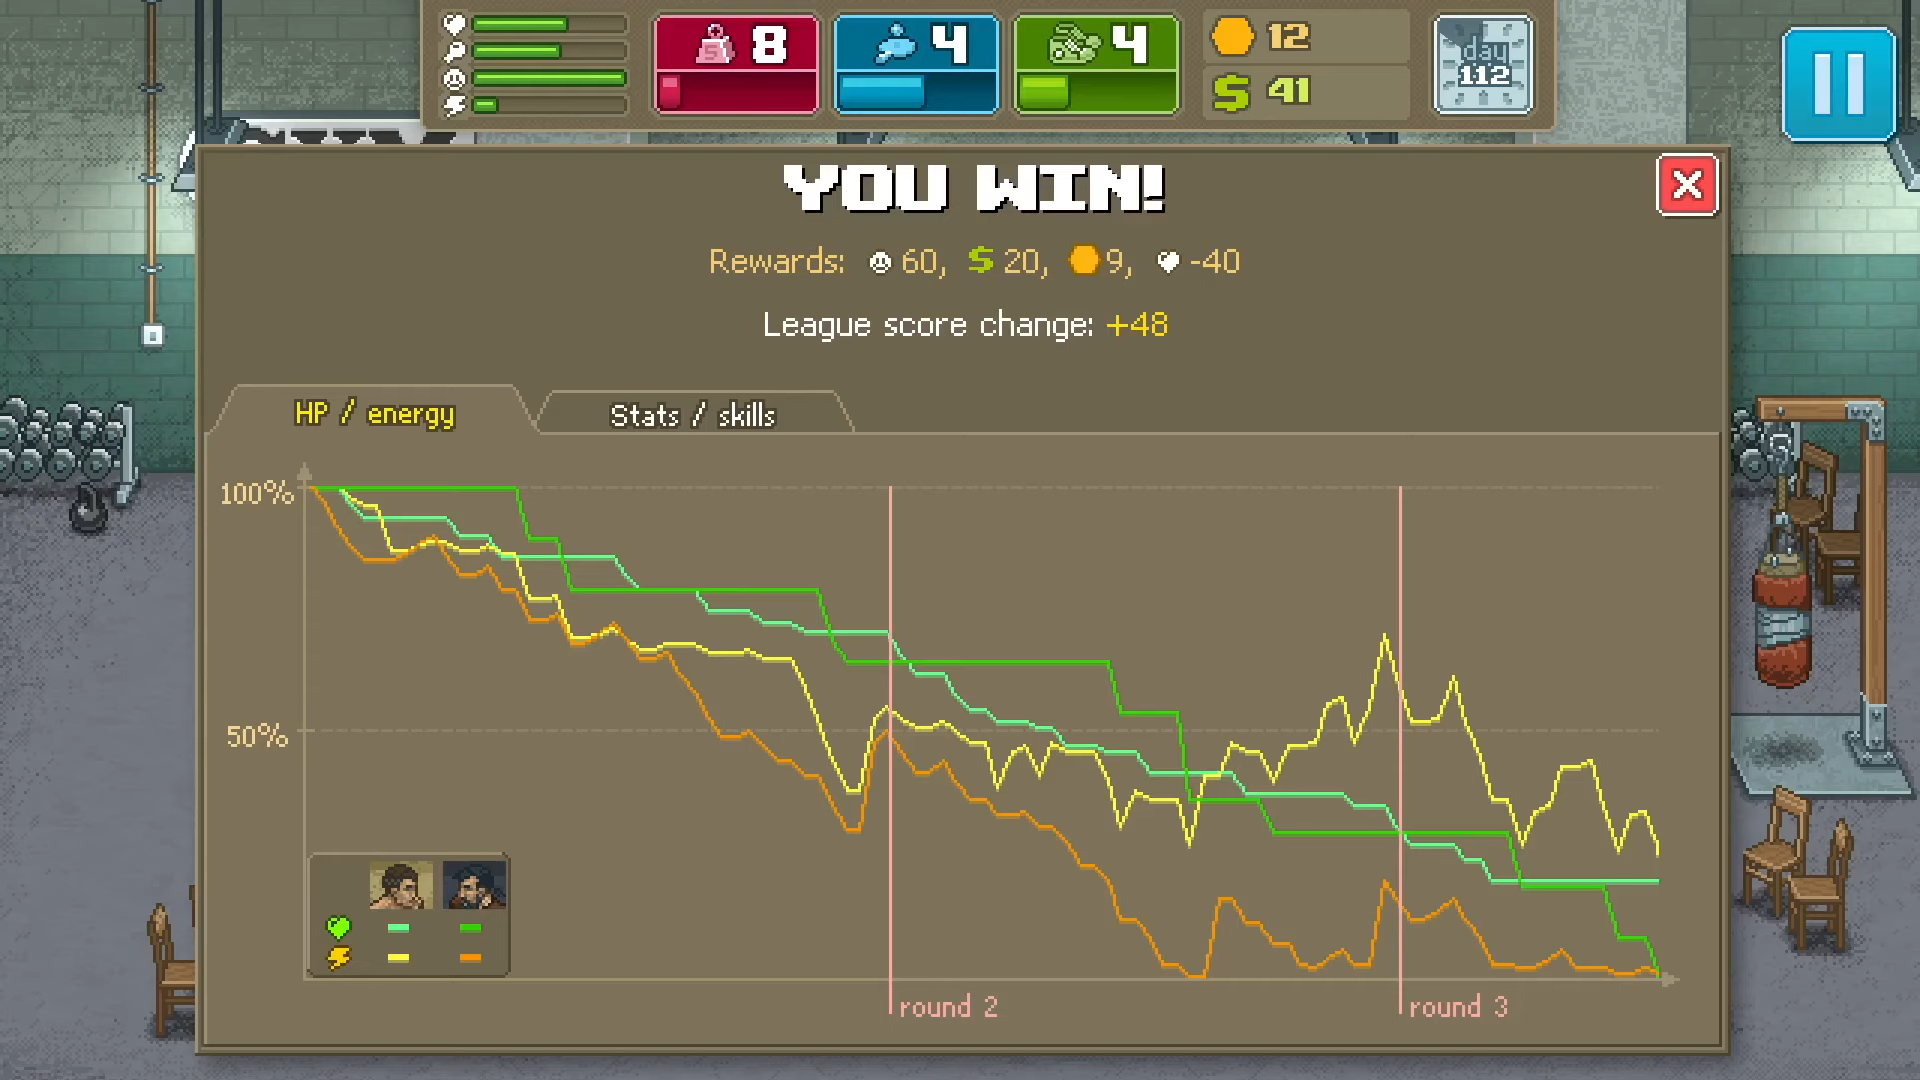 8
4
4
12
$ 41
day
112
YOU WIN!
Rewards: 60, $ 20, 9, -40
League score change: +48
HP / energy
Stats / skills
100%
50%
round 2
round 3